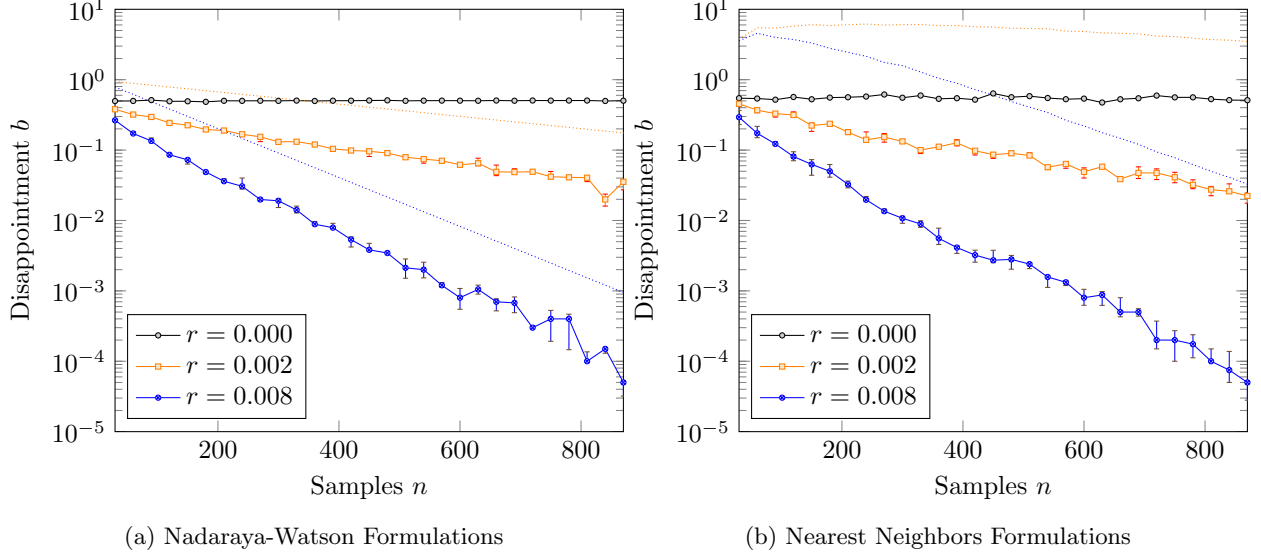 10^1
10^0
10^{-1}
10^{-2}
10^{-3}
10^{-4}
10^{-5}
Disappointment b
200
400
600
800
Samples n
r = 0.000
r = 0.002
r = 0.008
(a) Nadaraya-Watson Formulations
10^1
10^0
10^{-1}
10^{-2}
10^{-3}
10^{-4}
10^{-5}
Disappointment b
200
400
600
800
Samples n
r = 0.000
r = 0.002
r = 0.008
(b) Nearest Neighbors Formulations